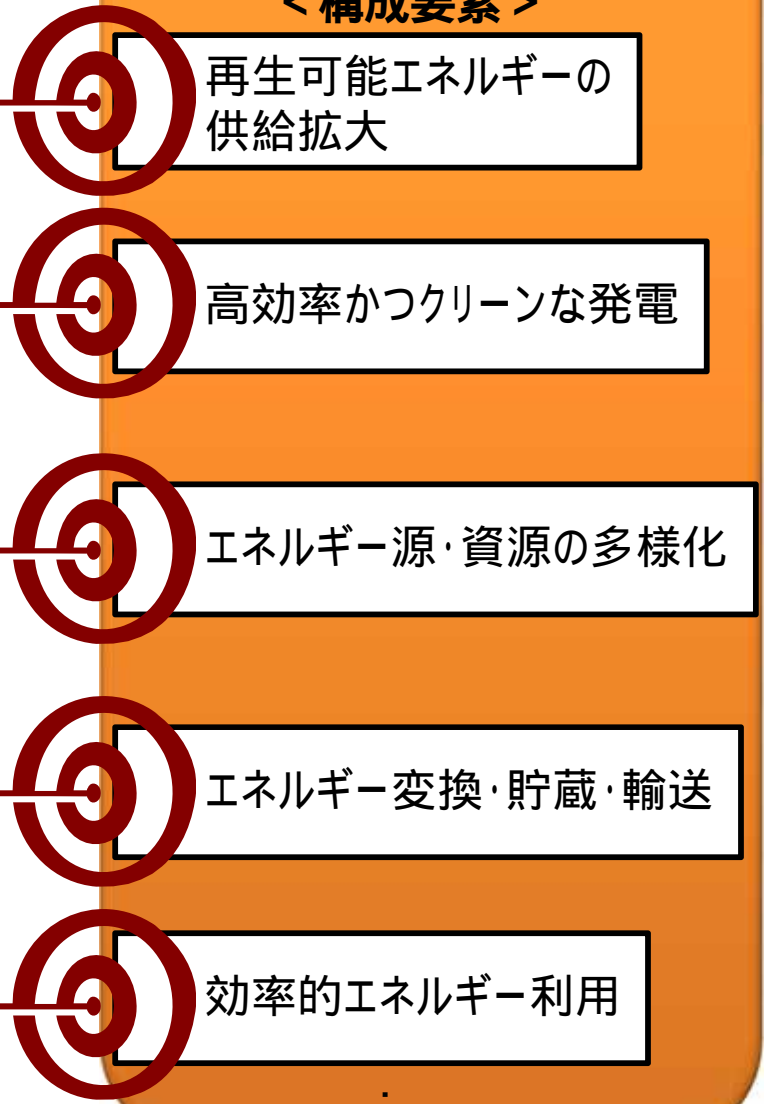 <構成要素>
再生可能エネルギーの
供給拡大
高効率かつクリーンな発電
エネルギー源・資源の多様化
エネルギー変換・貯蔵・輸送
効率的エネルギー利用
.